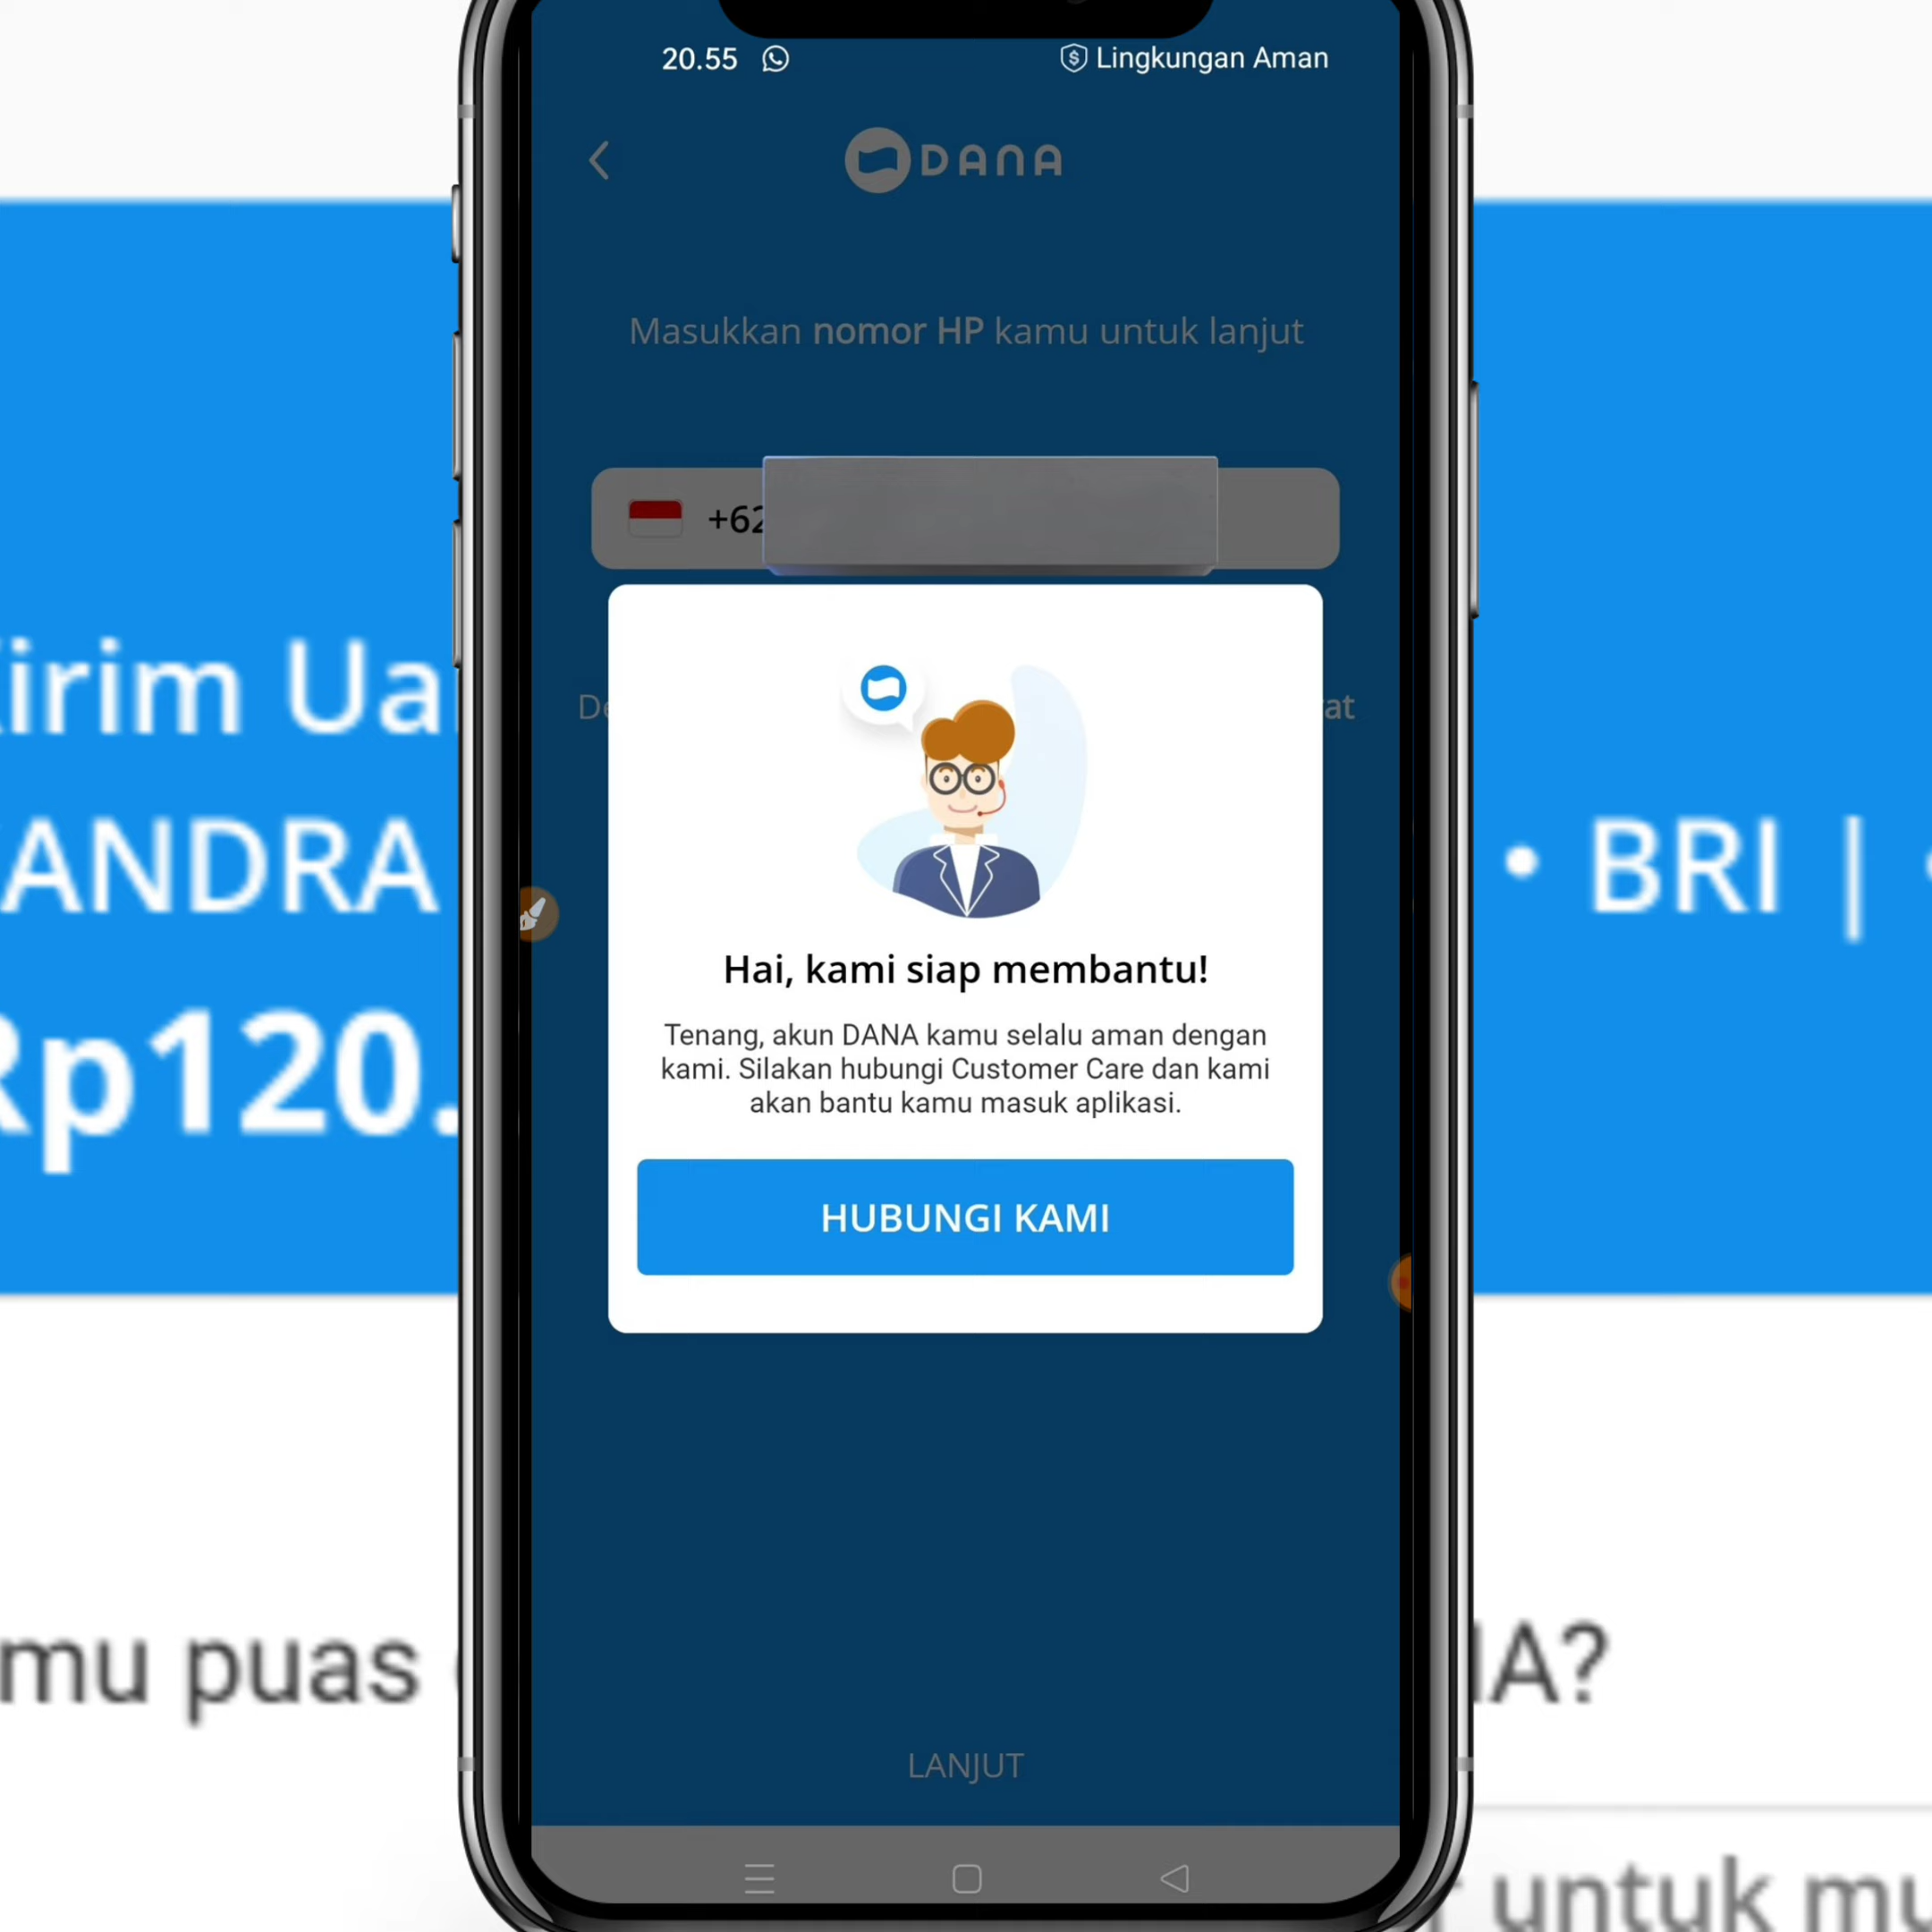 20.55
Lingkungan Aman
DANA
Masukkan nomor HP kamu untuk lanjut
+62
irim Ua
ANDRA
• BRI |
Rp120.
Hai, kami siap membantu!
Tenang, akun DANA kamu selalu aman dengan
kami. Silakan hubungi Customer Care dan kami
akan bantu kamu masuk aplikasi.
HUBUNGI KAMI
mu puas
NA?
LANJUT
untuk mu